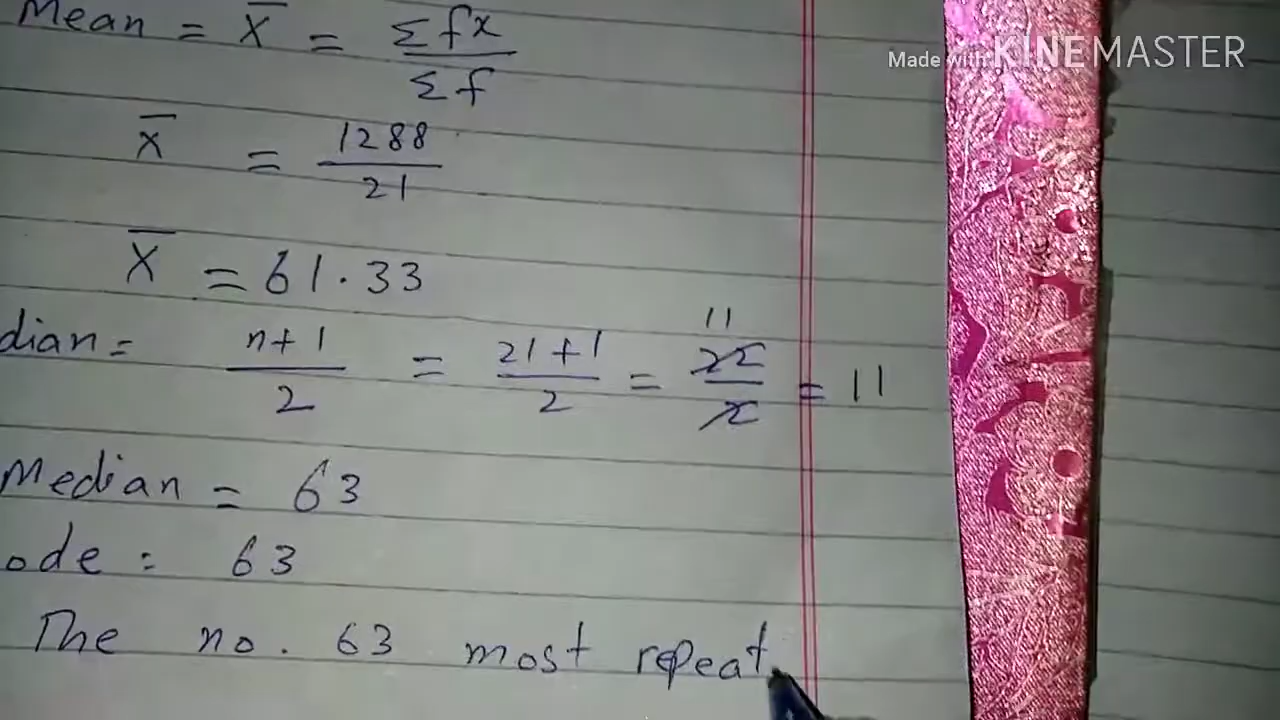 Mean = X̅ = Σfx / Σf
Made with KINEMASTER
x̅ = 1288 / 21
X̅ = 61.33
dian = n+1 / 2 = 21+1 / 2 = 22 / 2 = 11
11
Median = 63
ode : 63
The no. 63 most repeat